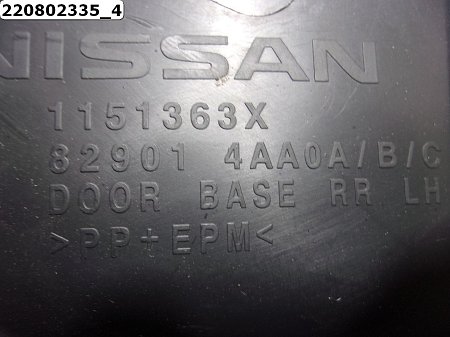 220802335_4
NISSAN
1151363X
82901 4AA0A/B/C
DOOR BASE RR LH
>PP+EPM<